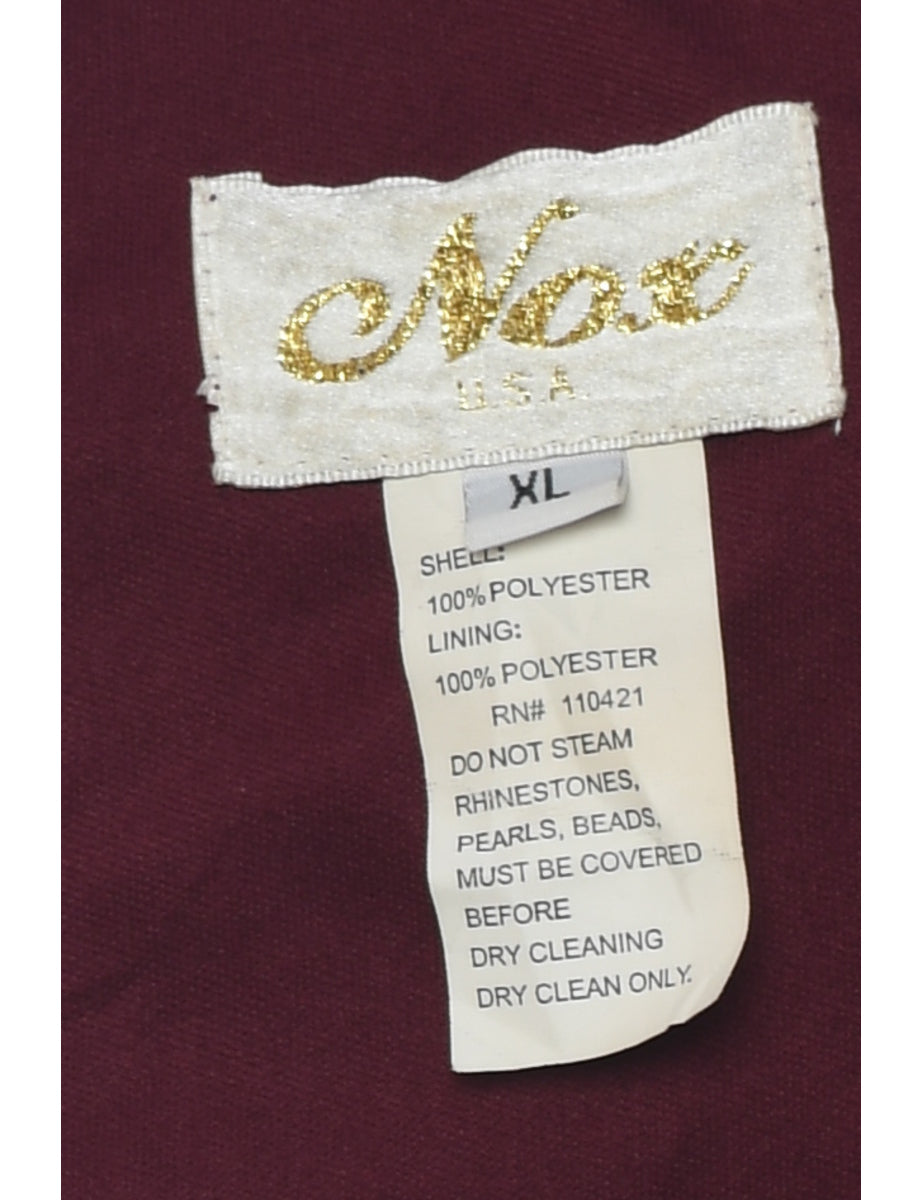 Nox
U.S.A.
XL
SHELL:
100% POLYESTER
LINING:
100% POLYESTER
RN# 110421
DO NOT STEAM
RHINESTONES,
PEARLS, BEADS,
MUST BE COVERED
BEFORE
DRY CLEANING
DRY CLEAN ONLY.